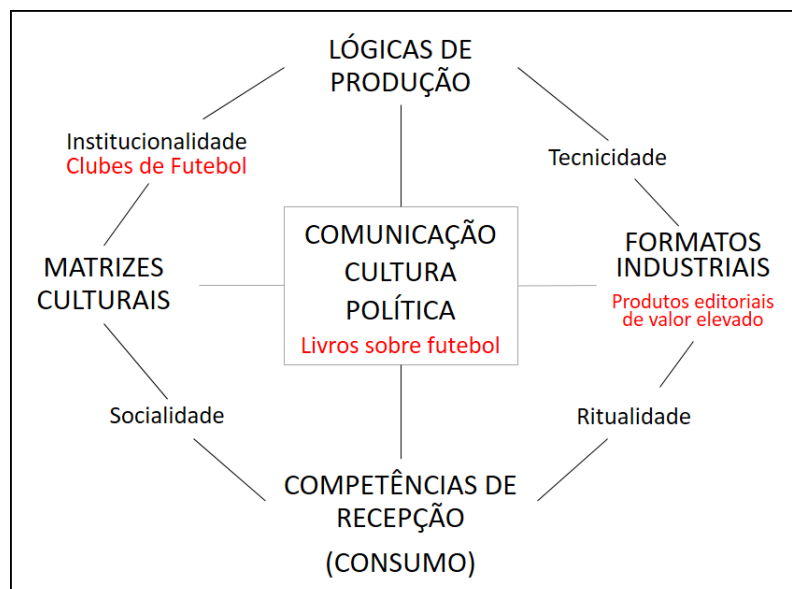 LÓGICAS DE
PRODUÇÃO
Institucionalidade
Clubes de Futebol
Tecnicidade
COMUNICAÇÃO
CULTURA
POLÍTICA
Livros sobre futebol
MATRIZES
CULTURAIS
FORMATOS
INDUSTRIAIS
Produtos editoriais
de valor elevado
Socialidade
Ritualidade
COMPETÊNCIAS DE
RECEPÇÃO
(CONSUMO)